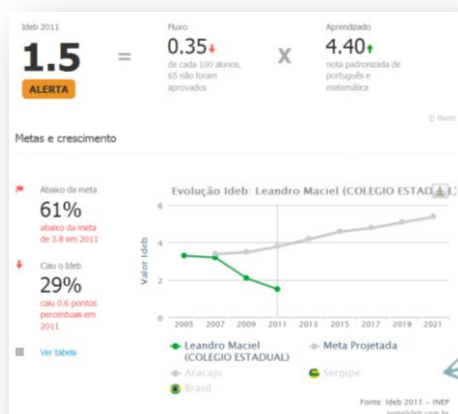 Ideb 2011
1.5
ALERTA
=
Fluxo
0.35
de cada 100 alunos,
65 não foram
aprovados
X
Aprendizado
4.40
nota padronizada de
português e
matemática
© Meritt
Metas e crescimento
Abaixo da meta
61%
abaixo da meta
de 3,8 em 2011
Caiu o Ideb
29%
caiu 0,6 pontos
percentuais em
2011
Ver tabela
Evolução Ideb: Leandro Maciel (COLEGIO ESTAD
Valor Ideb
6
4
2
0
2005 2007 2009 2011 2013 2015 2017 2019 2021
Leandro Maciel
(COLEGIO ESTADUAL)
Meta Projetada
Aracaju
Sergipe
Brasil
Fonte: Ideb 2011 - INEP
portalideb.com.br